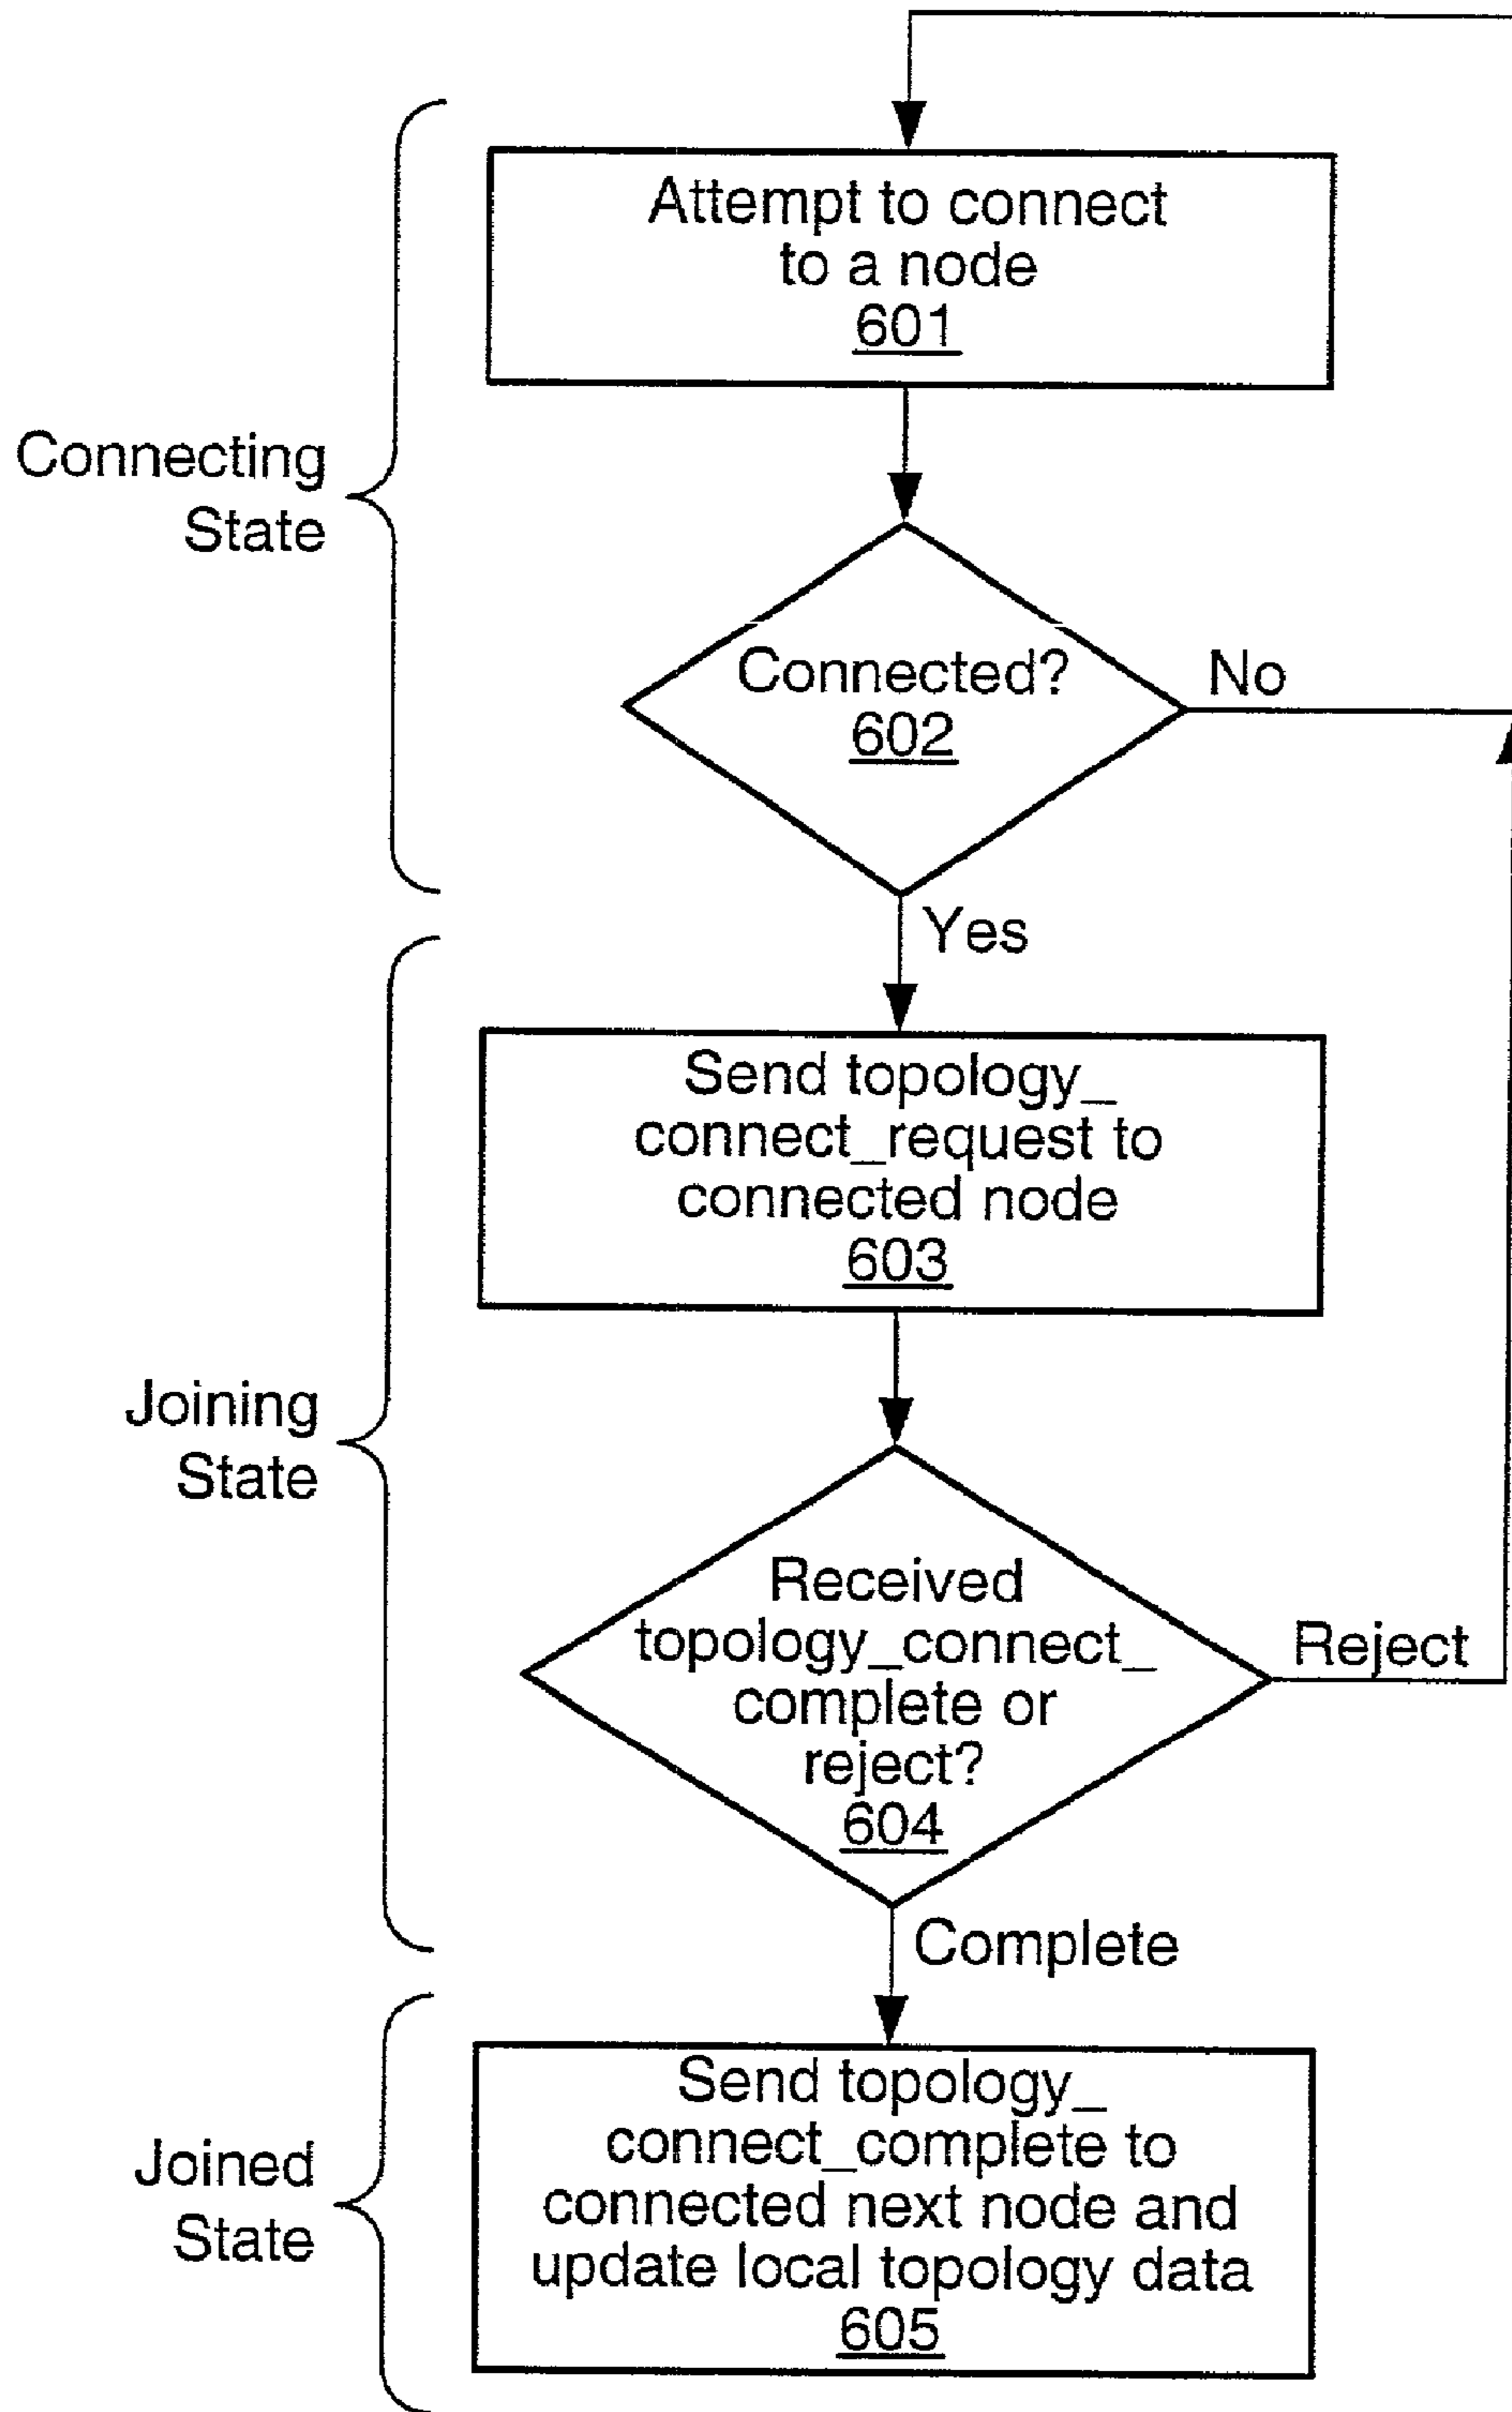 Attempt to connect
to a node
601
Connecting
State
Connected?
602
No
Yes
Send topology_
connect_request to
connected node
603
Joining
State
Received
topology_connect_
complete or
reject?
604
Reject
Complete
Send topology_
connect_complete to
connected next node and
update local topology data
605
Joined
State